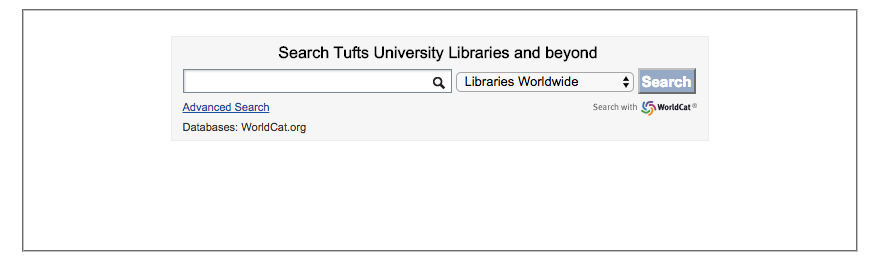 Search Tufts University Libraries and beyond
Libraries Worldwide Search
Advanced Search Search with WorldCat®
Databases: WorldCat.org